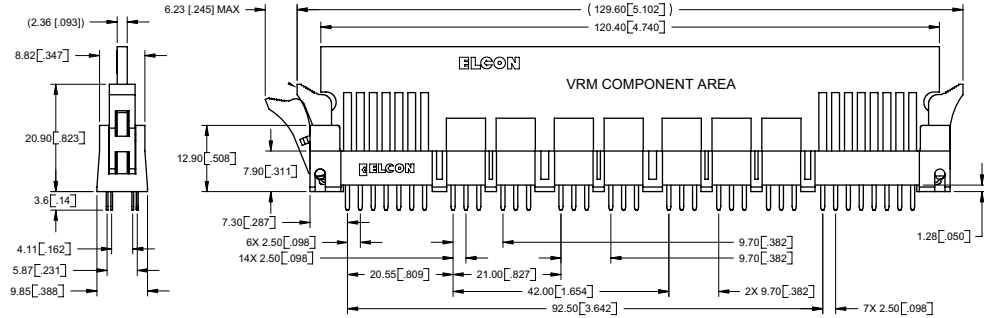 6.23 [.245] MAX
(129.60[5.102])
(2.36 [.093])
120.40[4.740]
8.82[.347]
ELCON
VRM COMPONENT AREA
20.90[.823]
12.90[.508]
7.90[.311]
ELCON
3.6[.14]
7.30[.287]
1.28[.050]
4.11[.162]
6X 2.50[.098]
9.70[.382]
14X 2.50[.098]
9.70[.382]
5.87[.231]
20.55[.809]
21.00[.827]
9.85[.388]
42.00[1.654]
2X 9.70[.382]
92.50[3.642]
7X 2.50[.098]